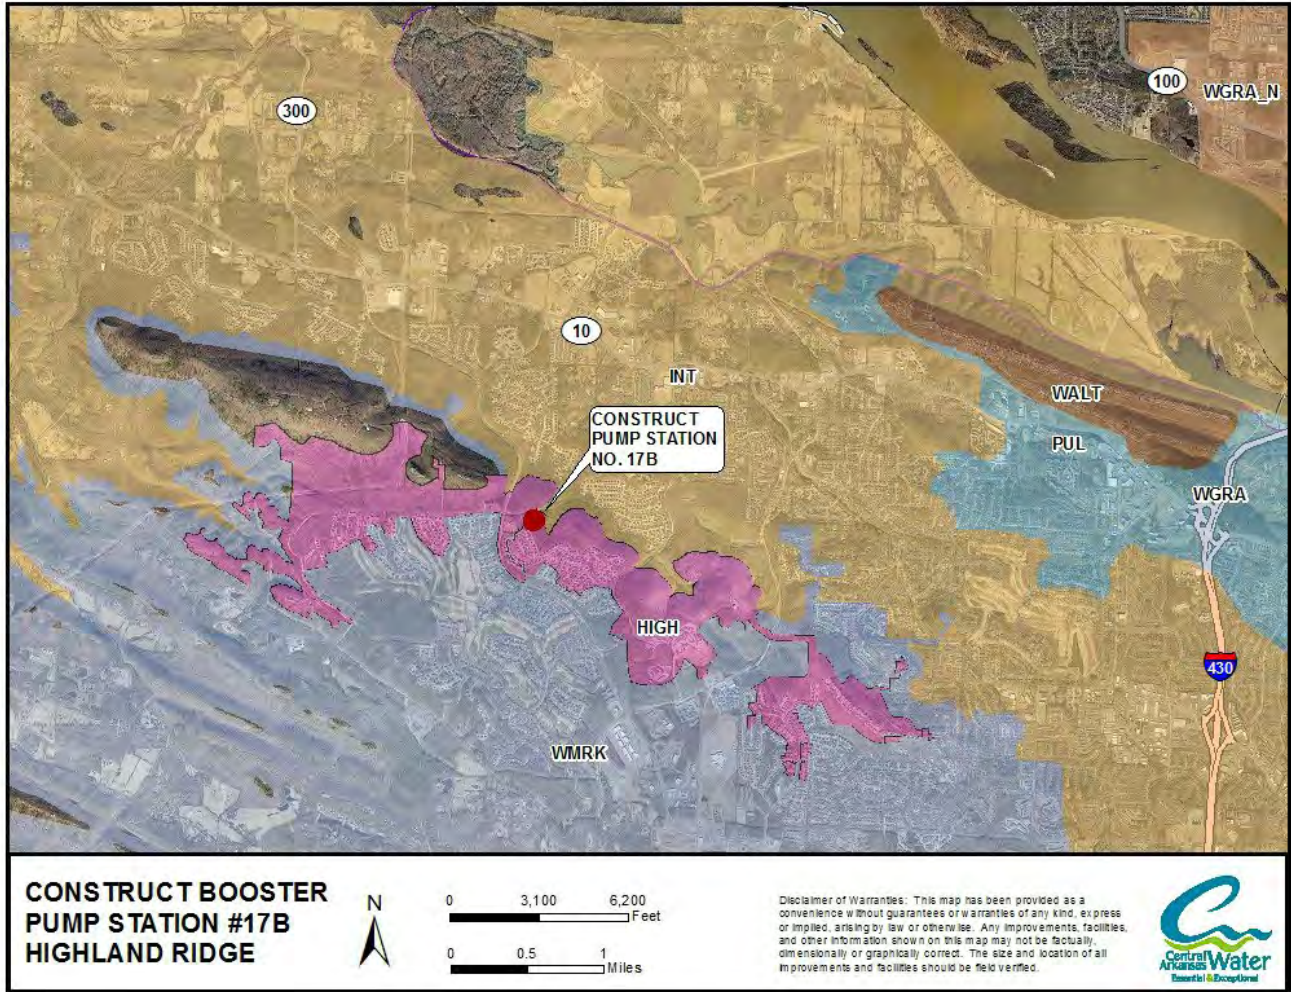 300
100
WGRA_N
10
INT
WALT
CONSTRUCT
PUMP STATION
NO. 17B
PUL
WGRA
HIGH
430
WMRK
CONSTRUCT BOOSTER
PUMP STATION #17B
HIGHLAND RIDGE
N
0 3,100 6,200
Feet
0 0.5 1
Miles
Disclaimer of Warranties: This map has been provided as a
convenience without guarantees or warranties of any kind, express
or implied, arising by law or otherwise. Any improvements, facilities,
and other information shown on this map may not be factually,
dimensionally or graphically correct. The size and location of all
improvements and facilities should be field verified.
Central
Arkansas Water
Essential & Exceptional